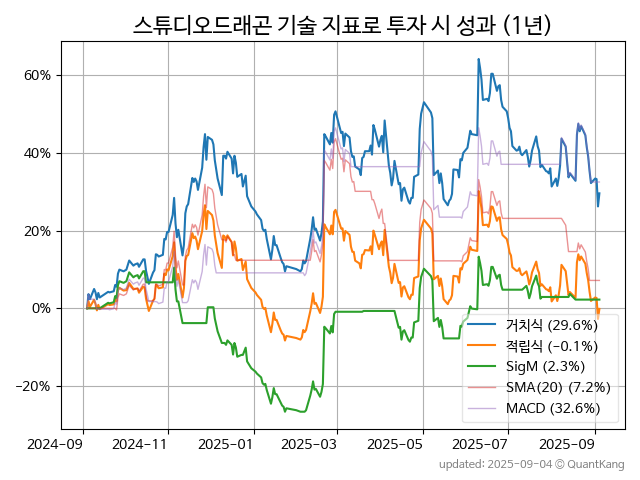 스튜디오드래곤 기술 지표로 투자 시 성과 (1년)
60%
40%
20%
0%
−20%
거치식 (29.6%)
적립식 (-0.1%)
SigM (2.3%)
SMA(20) (7.2%)
MACD (32.6%)
2024-09 2024-11 2025-01 2025-03 2025-05 2025-07 2025-09
updated: 2025-09-04 © QuantKang